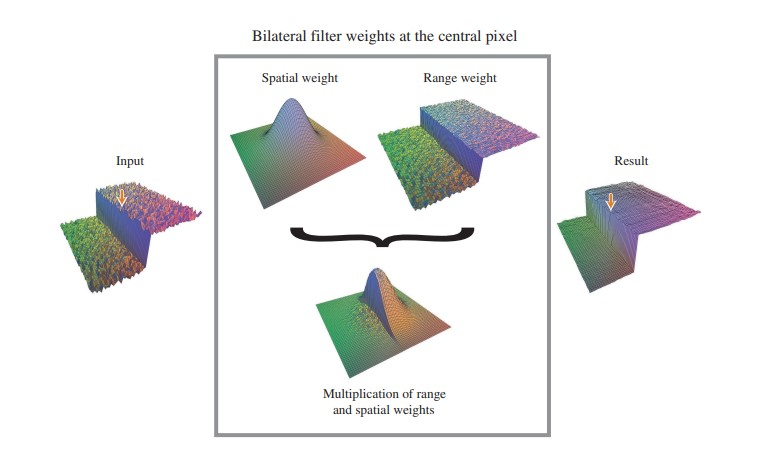 Bilateral filter weights at the central pixel
Spatial weight
Range weight
Input
Result
Multiplication of range
and spatial weights